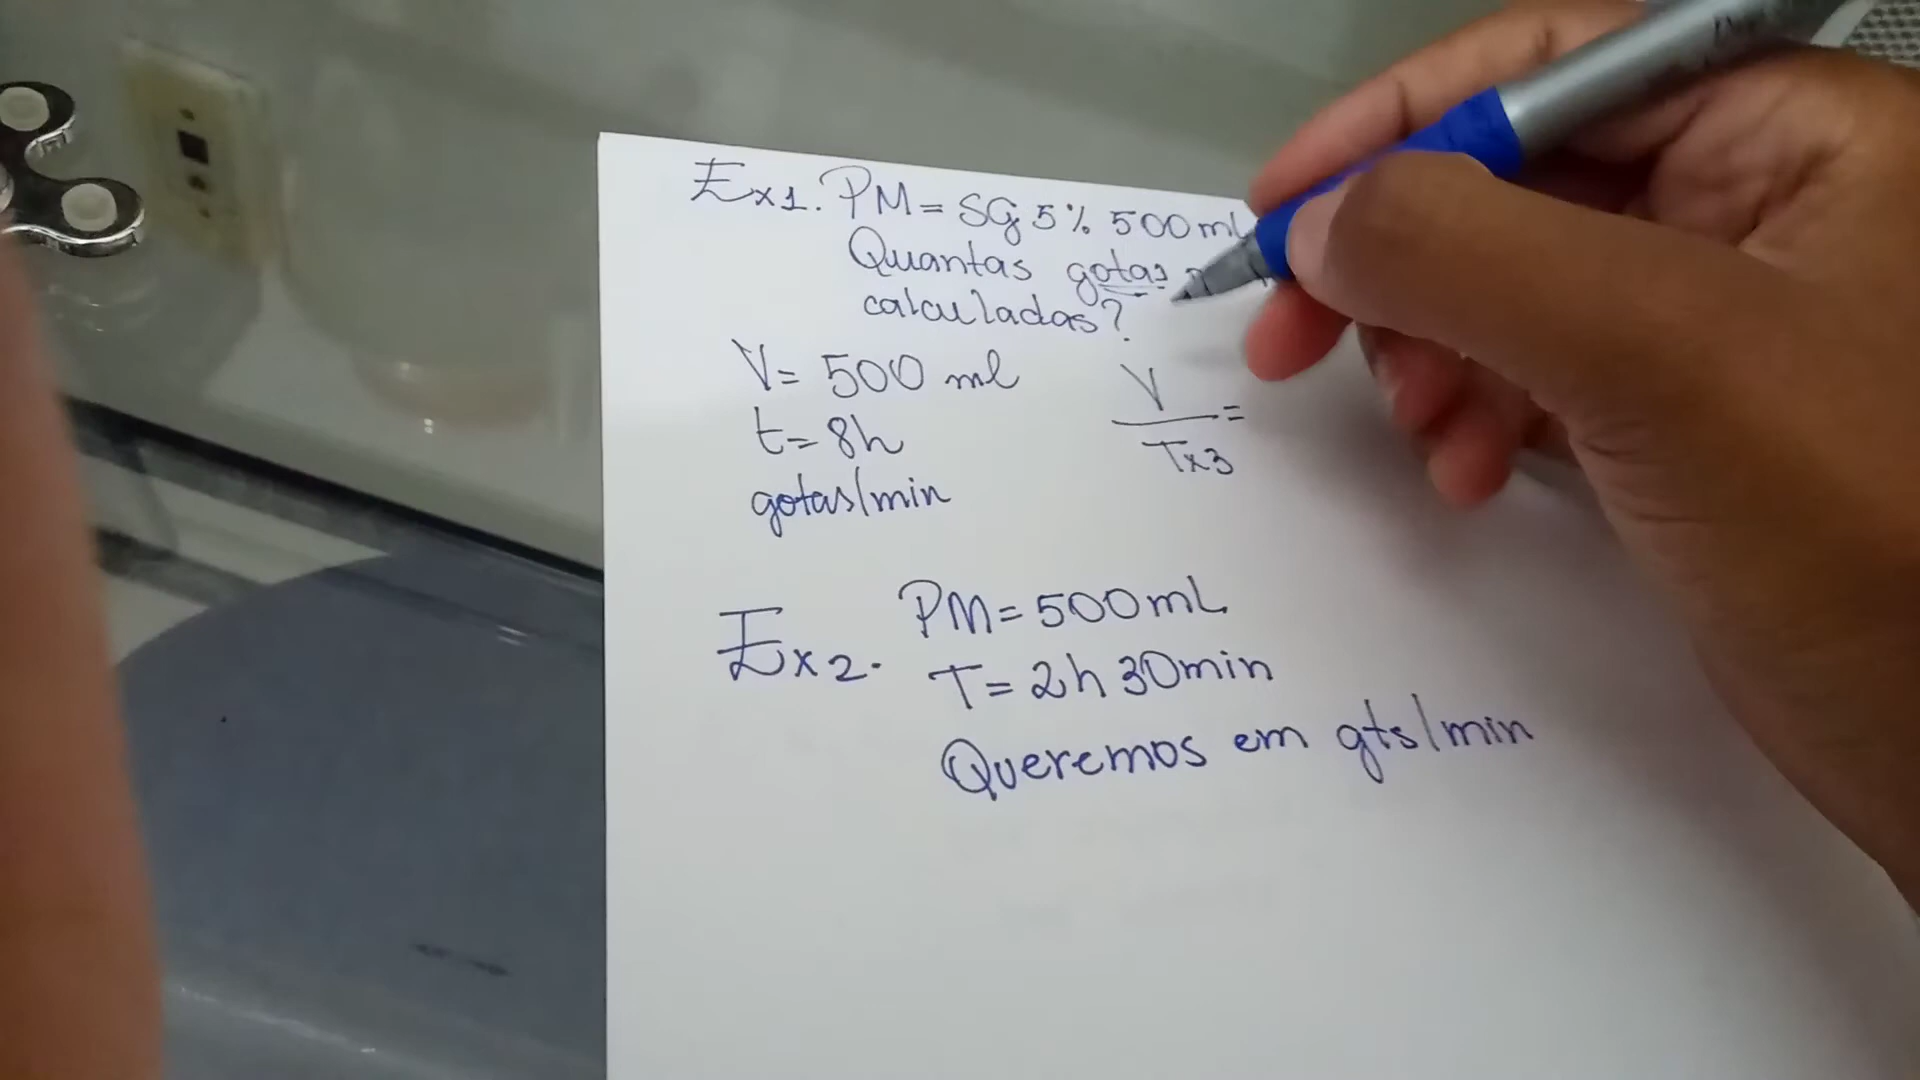 Ex1. PM = SG 5% 500 ml
Quantas gotas
calculadas?
V = 500 ml
t = 8h
gotas/min
V
Tx3
=
Ex2. PM = 500 mL
T = 2h 30min
Queremos em gts/min